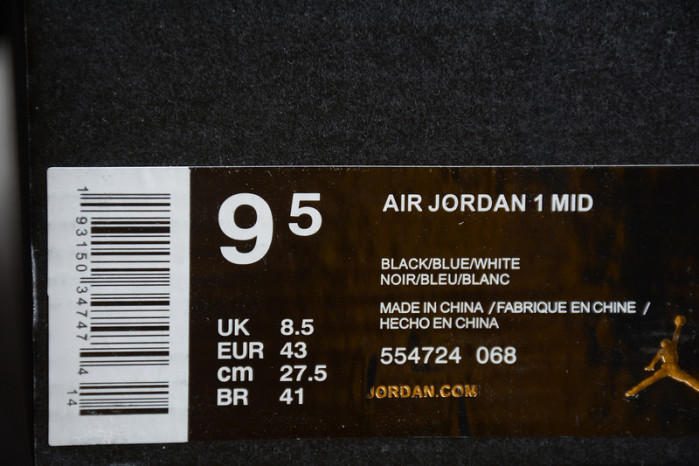 1 93150 34747 4
14
9 5
UK 8.5
EUR 43
cm 27.5
BR 41
AIR JORDAN 1 MID
BLACK/BLUE/WHITE
NOIR/BLEU/BLANC
MADE IN CHINA /FABRIQUE EN CHINE /
HECHO EN CHINA
554724 068
JORDAN.COM